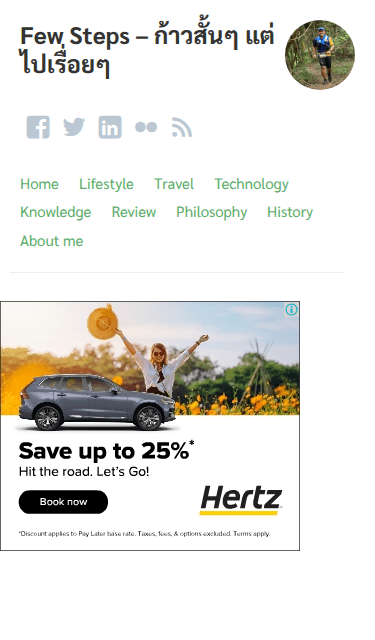 Few Steps – ก้าวสั้นๆ แต่
ไปเรื่อยๆ
Home Lifestyle Travel Technology
Knowledge Review Philosophy History
About me
Save up to 25%*
Hit the road. Let's Go!
Book now
Hertz
*Discount applies to Pay Later base rate. Taxes, fees, & options excluded. Terms apply.